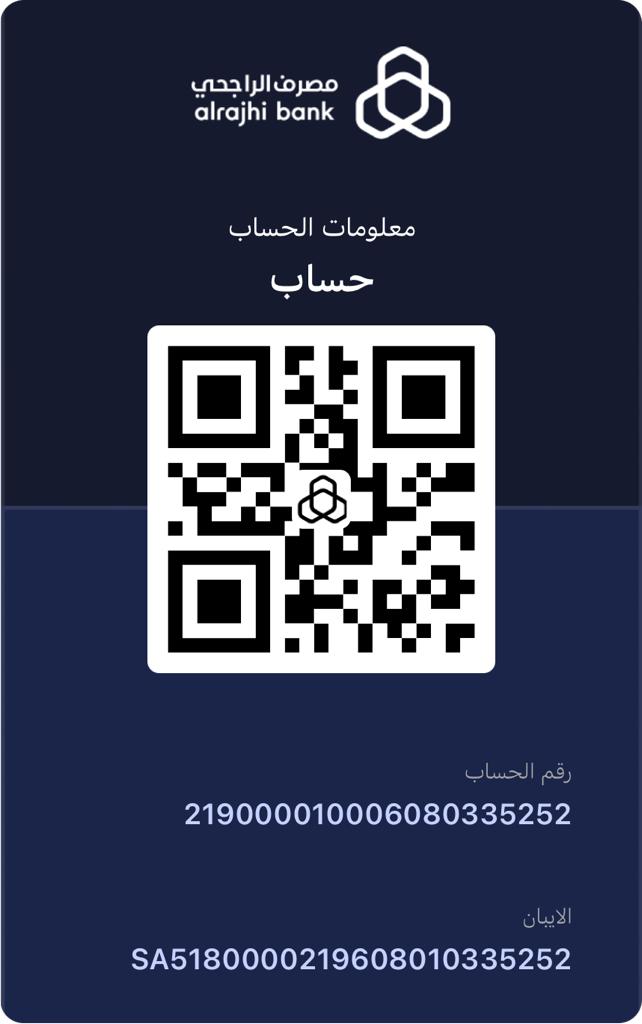 مصرف الراجحي
alrajhi bank
معلومات الحساب
حساب
رقم الحساب
219000010006080335252
الايبان
SA5180000219608010335252